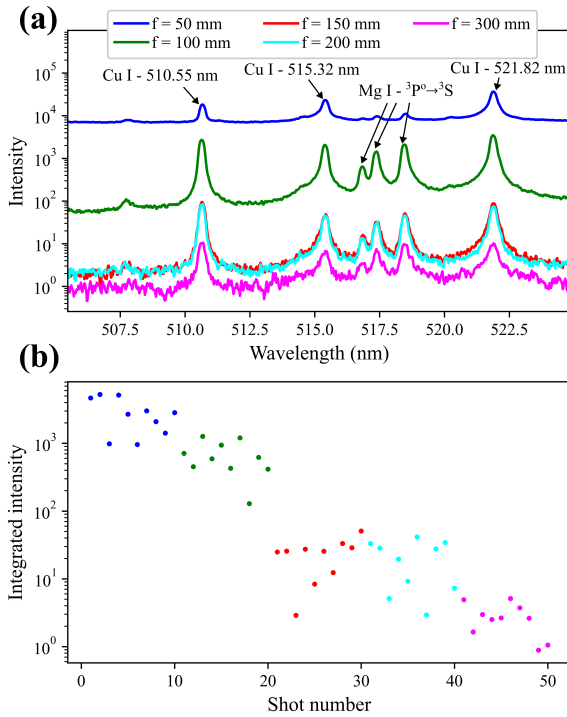 (a)
f = 50 mm f = 150 mm f = 300 mm
f = 100 mm f = 200 mm
Cu I - 510.55 nm
Cu I - 515.32 nm
Cu I - 521.82 nm
Mg I - ³Pᵒ→³S
10⁵
10⁴
10³
10²
10¹
10⁰
Intensity
507.5 510.0 512.5 515.0 517.5 520.0 522.5
Wavelength (nm)
(b)
10³
10²
10¹
10⁰
Integrated intensity
0 10 20 30 40 50
Shot number